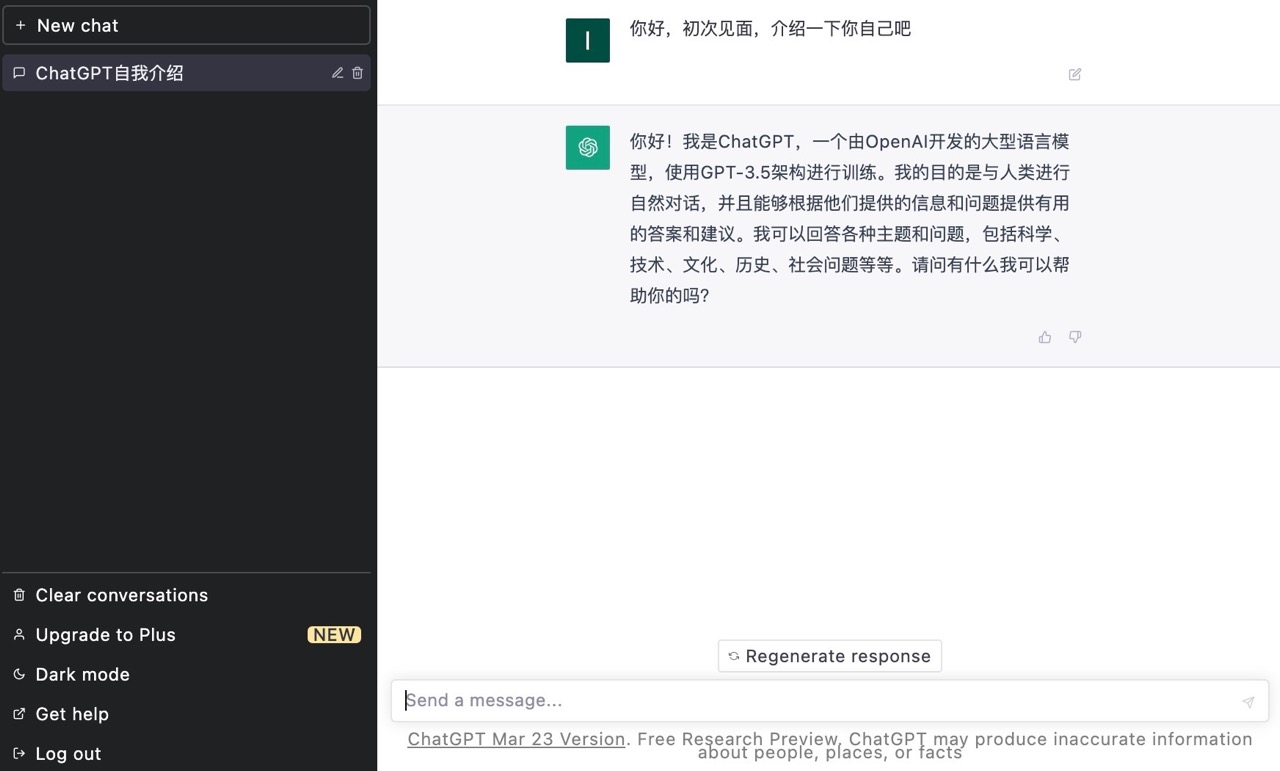 + New chat
ChatGPT自我介绍
Clear conversations
Upgrade to Plus NEW
Dark mode
Get help
Log out
I
你好，初次见面，介绍一下你自己吧
你好！我是ChatGPT，一个由OpenAI开发的大型语言模
型，使用GPT-3.5架构进行训练。我的目的是与人类进行
自然对话，并且能够根据他们提供的信息和问题提供有用
的答案和建议。我可以回答各种主题和问题，包括科学、
技术、文化、历史、社会问题等等。请问有什么我可以帮
助你的吗?
Regenerate response
Send a message...
ChatGPT Mar 23 Version. Free Research Preview. ChatGPT may produce inaccurate information
about people, places, or facts